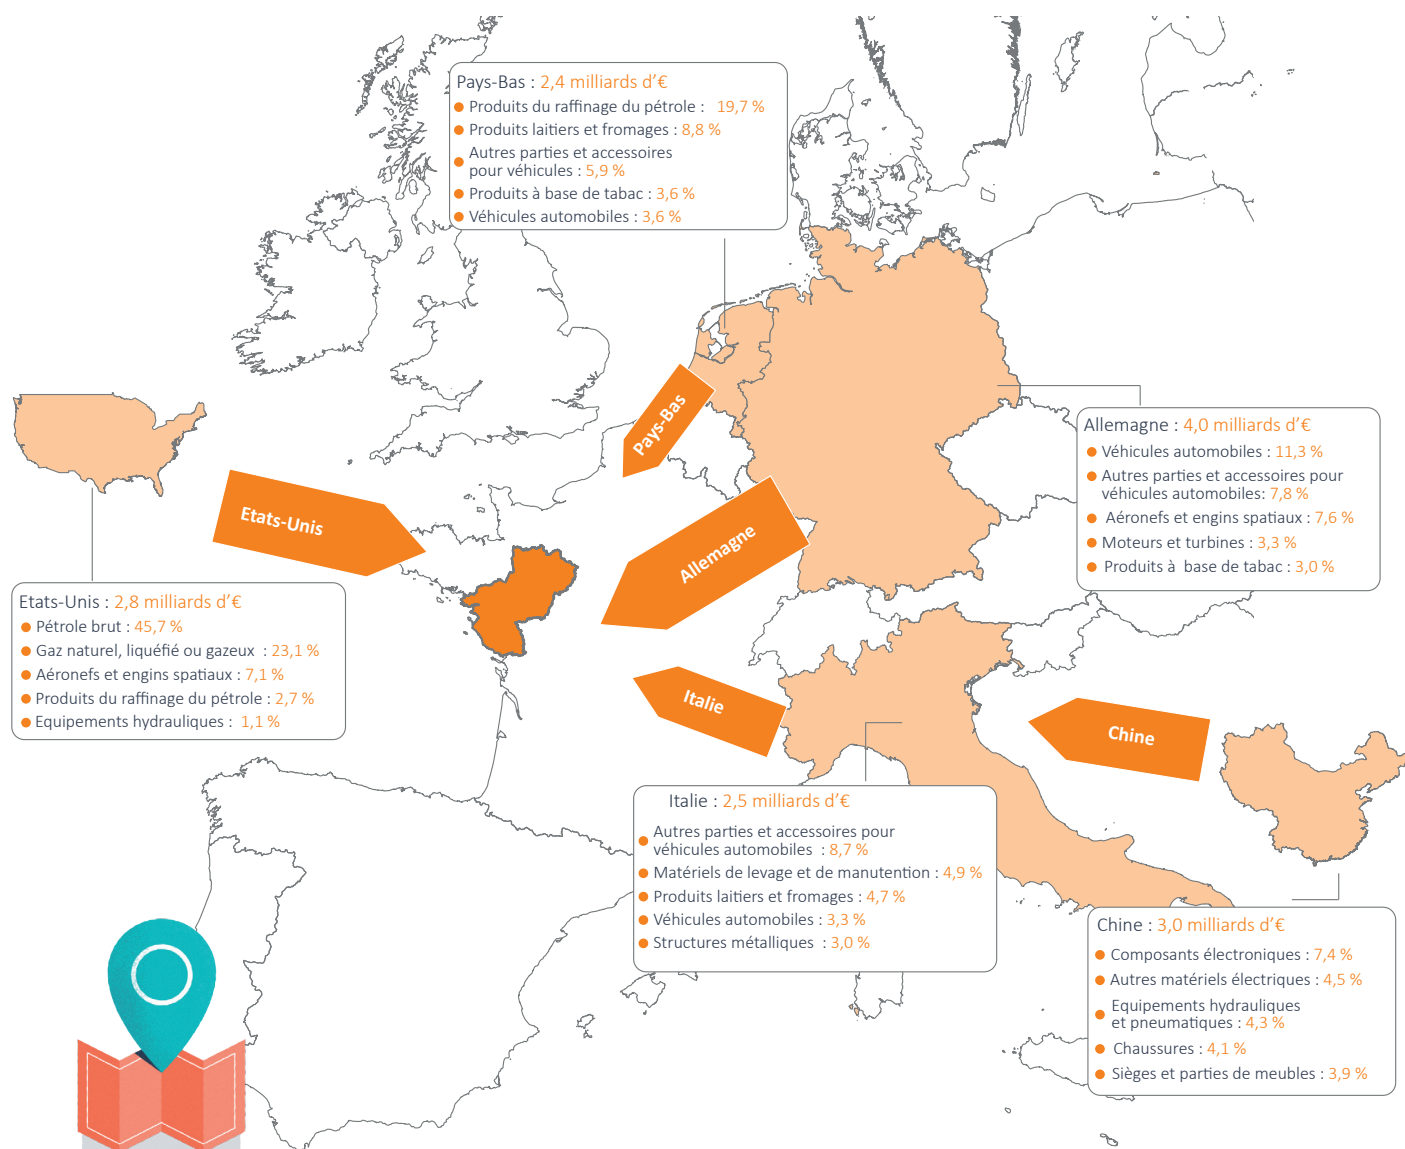 Pays-Bas : 2,4 milliards d'€
Produits du raffinage du pétrole : 19,7 %
Produits laitiers et fromages : 8,8 %
Autres parties et accessoires
pour véhicules : 5,9 %
Produits à base de tabac : 3,6 %
Véhicules automobiles : 3,6 %
Pays-Bas
Allemagne : 4,0 milliards d'€
Véhicules automobiles : 11,3 %
Autres parties et accessoires pour
véhicules automobiles: 7,8 %
Aéronefs et engins spatiaux : 7,6 %
Moteurs et turbines : 3,3 %
Produits à base de tabac : 3,0 %
Etats-Unis
Allemagne
Etats-Unis : 2,8 milliards d'€
Pétrole brut : 45,7 %
Gaz naturel, liquéfié ou gazeux : 23,1 %
Aéronefs et engins spatiaux : 7,1 %
Produits du raffinage du pétrole : 2,7 %
Equipements hydrauliques : 1,1 %
Italie
Chine
Italie : 2,5 milliards d'€
Autres parties et accessoires pour
véhicules automobiles : 8,7 %
Matériels de levage et de manutention : 4,9 %
Produits laitiers et fromages : 4,7 %
Véhicules automobiles : 3,3 %
Structures métalliques : 3,0 %
Chine : 3,0 milliards d'€
Composants électroniques : 7,4 %
Autres matériels électriques : 4,5 %
Equipements hydrauliques
et pneumatiques : 4,3 %
Chaussures : 4,1 %
Sièges et parties de meubles : 3,9 %